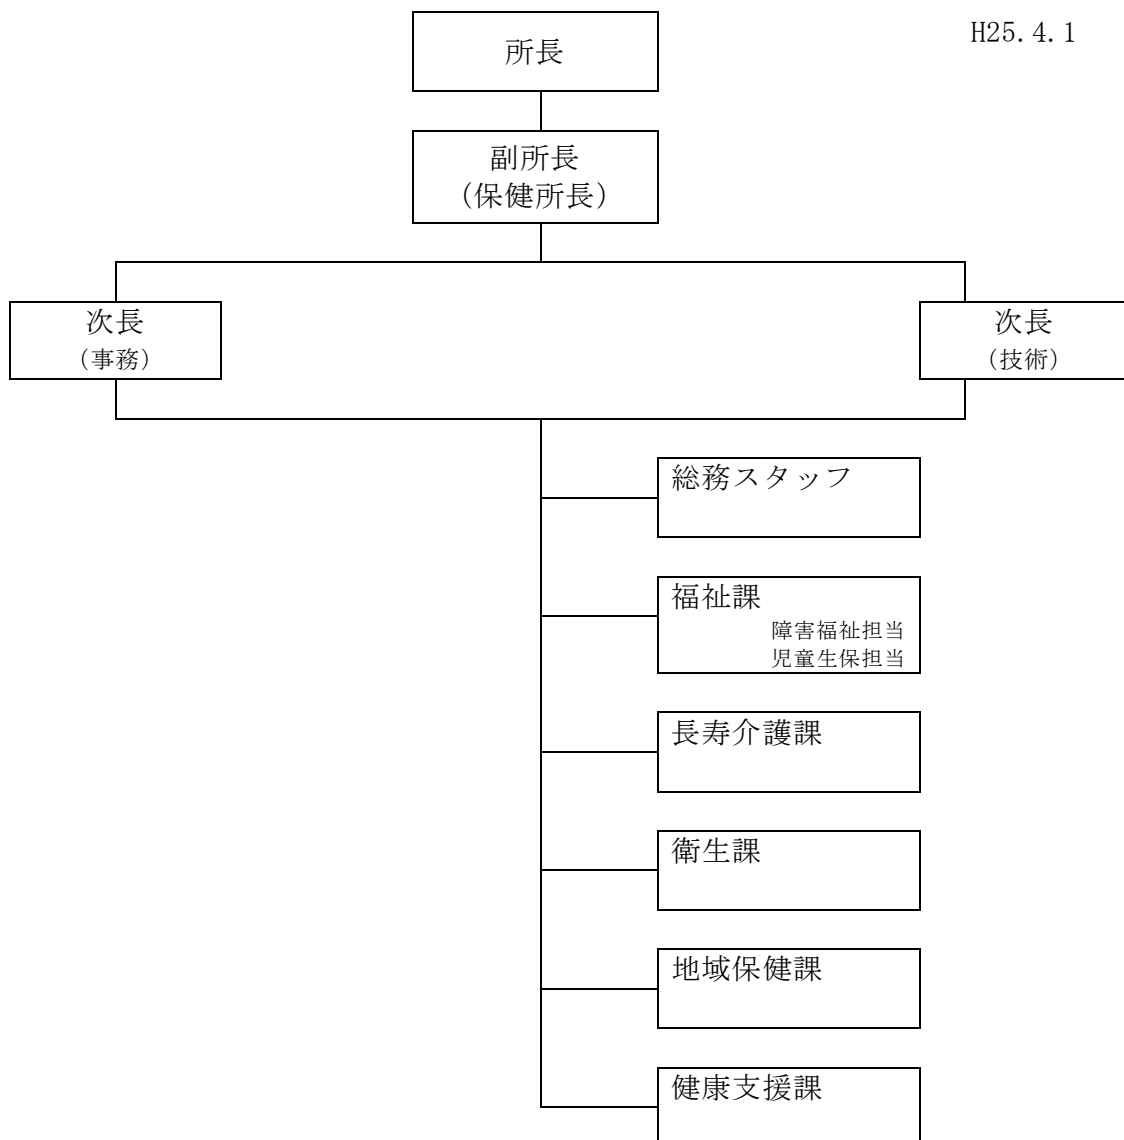 H25.4.1
所長
副所長
(保健所長)
次長
(事務)
次長
(技術)
総務スタッフ
福祉課
障害福祉担当
児童生保担当
長寿介護課
衛生課
地域保健課
健康支援課